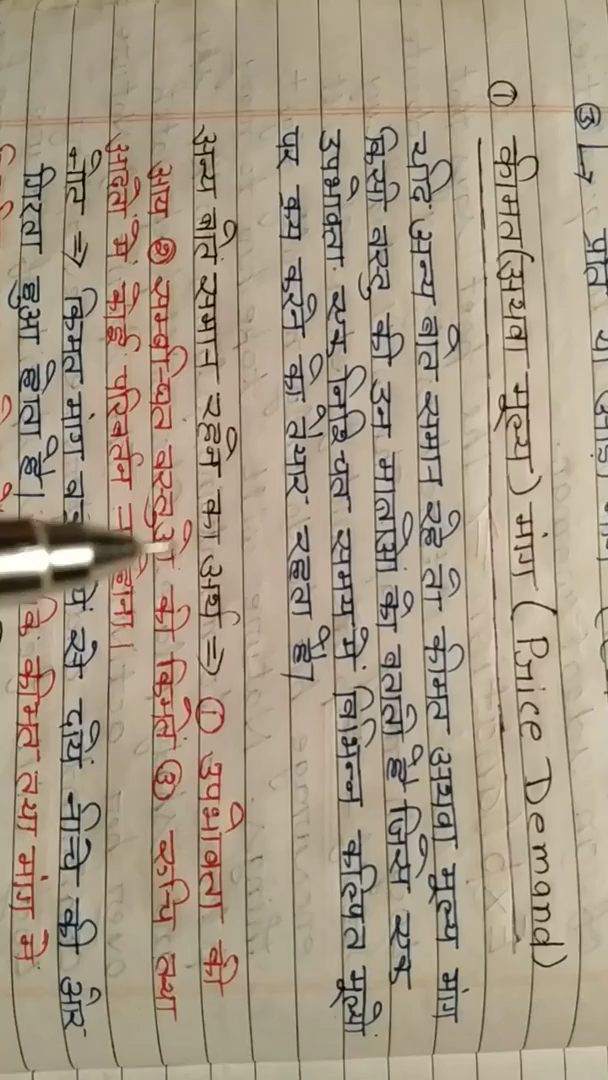 ③ ↳
① कीमत (अथवा मूल्य) मांग (Price Demand)
यदि अन्य बातें समान रहे तो कीमत अथवा मूल्य मांग
किसी वस्तु की उन मात्राओं को बताती है जिसे एक
उपभोक्ता एक निश्चित समय में विभिन्न कल्पित मूल्यों
पर क्रय करने को तैयार रहता है।
अन्य बातें समान रहने का अर्थ ⇒ ① उपभोक्ता की
आय ② सम्बन्धित वस्तुओं की किमतें ③ रूचि तथा
आदतों में कोई परिवर्तन न होना।
नोट ⇒ किमत मांग में से दायें नीचे की ओर
गिरता हुआ होता है। कि कीमत तथा मांग में